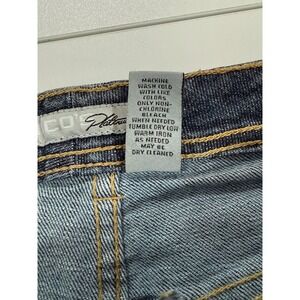 MACHINE
WASH COLD
WITH LIKE
COLORS
ONLY NON-
CHLORINE
BLEACH
WHEN NEEDED
TUMBLE DRY LOW
WARM IRON
AS NEEDED
MAY BE
DRY CLEANED
CO'S